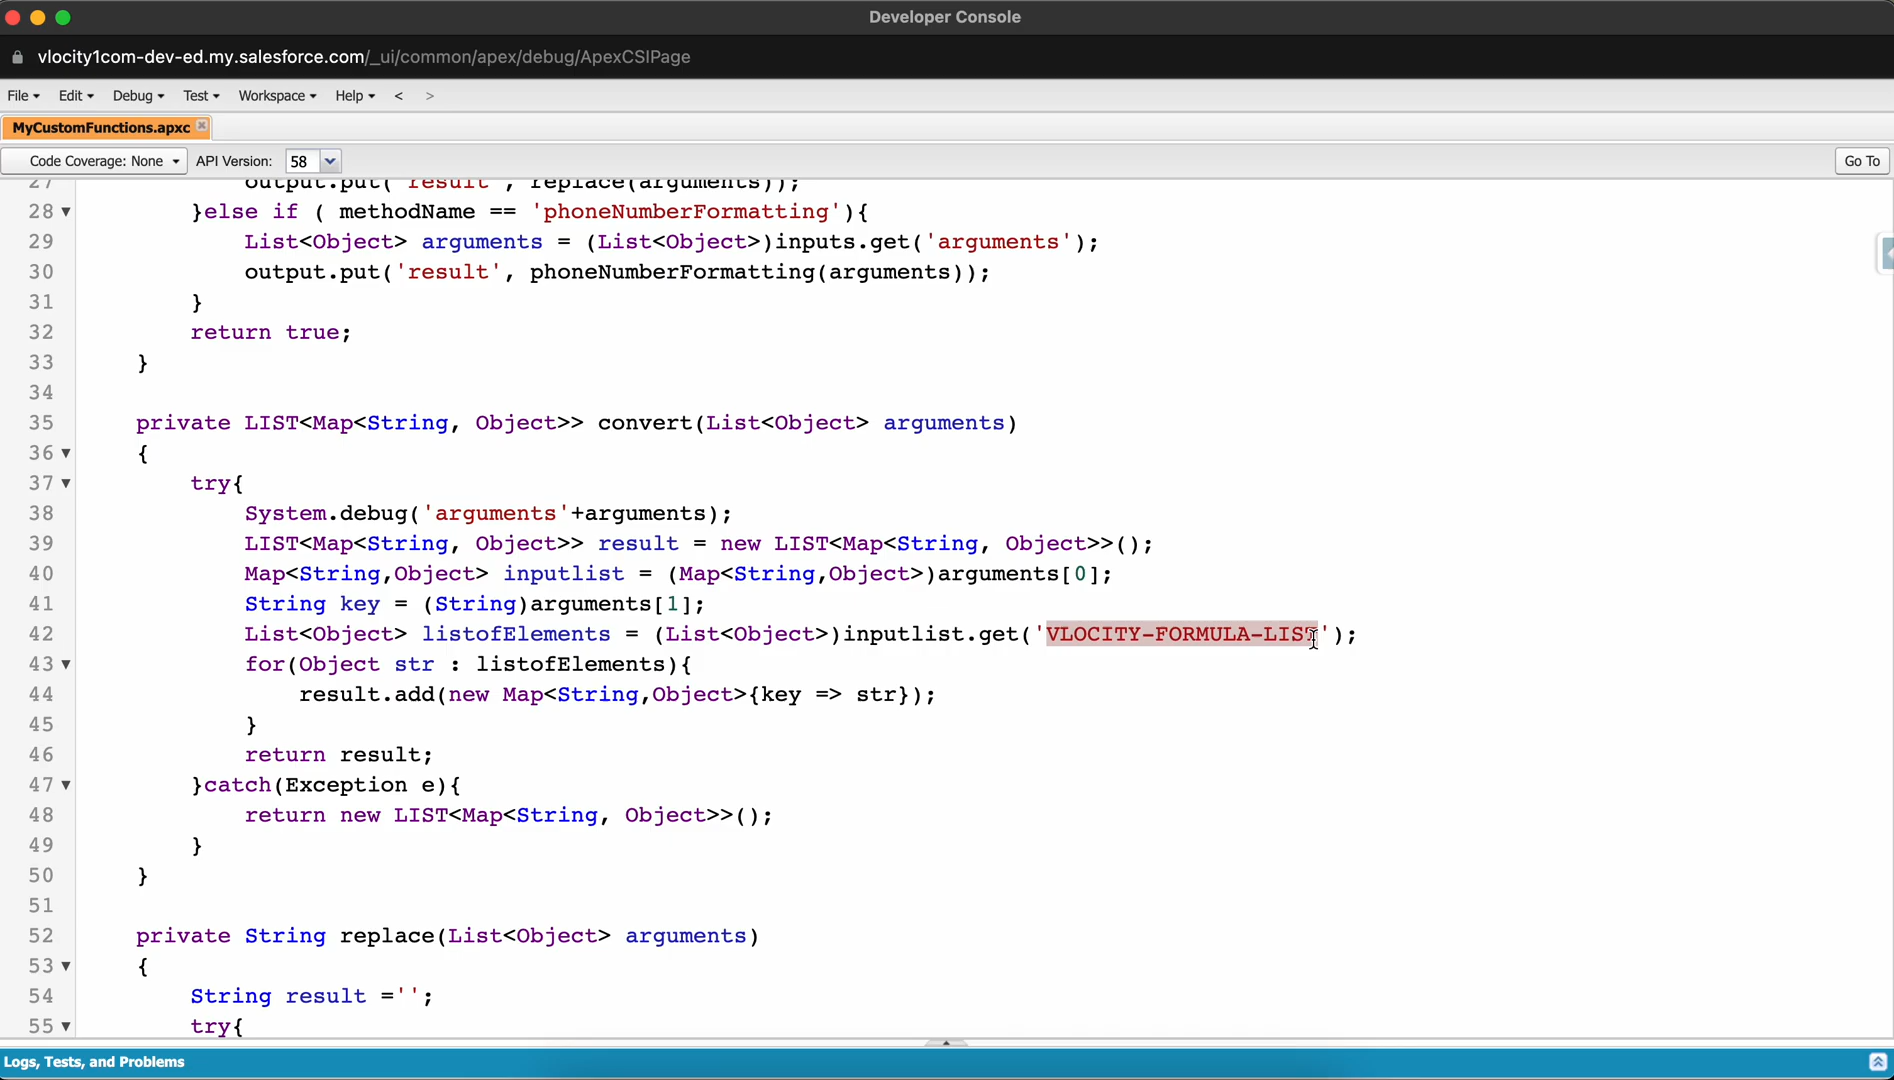 Developer Console
vlocity1com-dev-ed.my.salesforce.com/_ui/common/apex/debug/ApexCSIPage
File Edit Debug Test Workspace Help < >
MyCustomFunctions.apxc
Code Coverage: None API Version: 58 Go To
27 output.put('result', replace(arguments));
28 }else if ( methodName == 'phoneNumberFormatting'){
29 List<Object> arguments = (List<Object>)inputs.get('arguments');
30 output.put('result', phoneNumberFormatting(arguments));
31 }
32 return true;
33 }
34
35 private LIST<Map<String, Object>> convert(List<Object> arguments)
36 {
37 try{
38 System.debug('arguments'+arguments);
39 LIST<Map<String, Object>> result = new LIST<Map<String, Object>>();
40 Map<String,Object> inputlist = (Map<String,Object>)arguments[0];
41 String key = (String)arguments[1];
42 List<Object> listofElements = (List<Object>)inputlist.get('VLOCITY-FORMULA-LIST');
43 for(Object str : listofElements){
44 result.add(new Map<String,Object>{key => str});
45 }
46 return result;
47 }catch(Exception e){
48 return new LIST<Map<String, Object>>();
49 }
50 }
51
52 private String replace(List<Object> arguments)
53 {
54 String result ='';
55 try{
Logs, Tests, and Problems